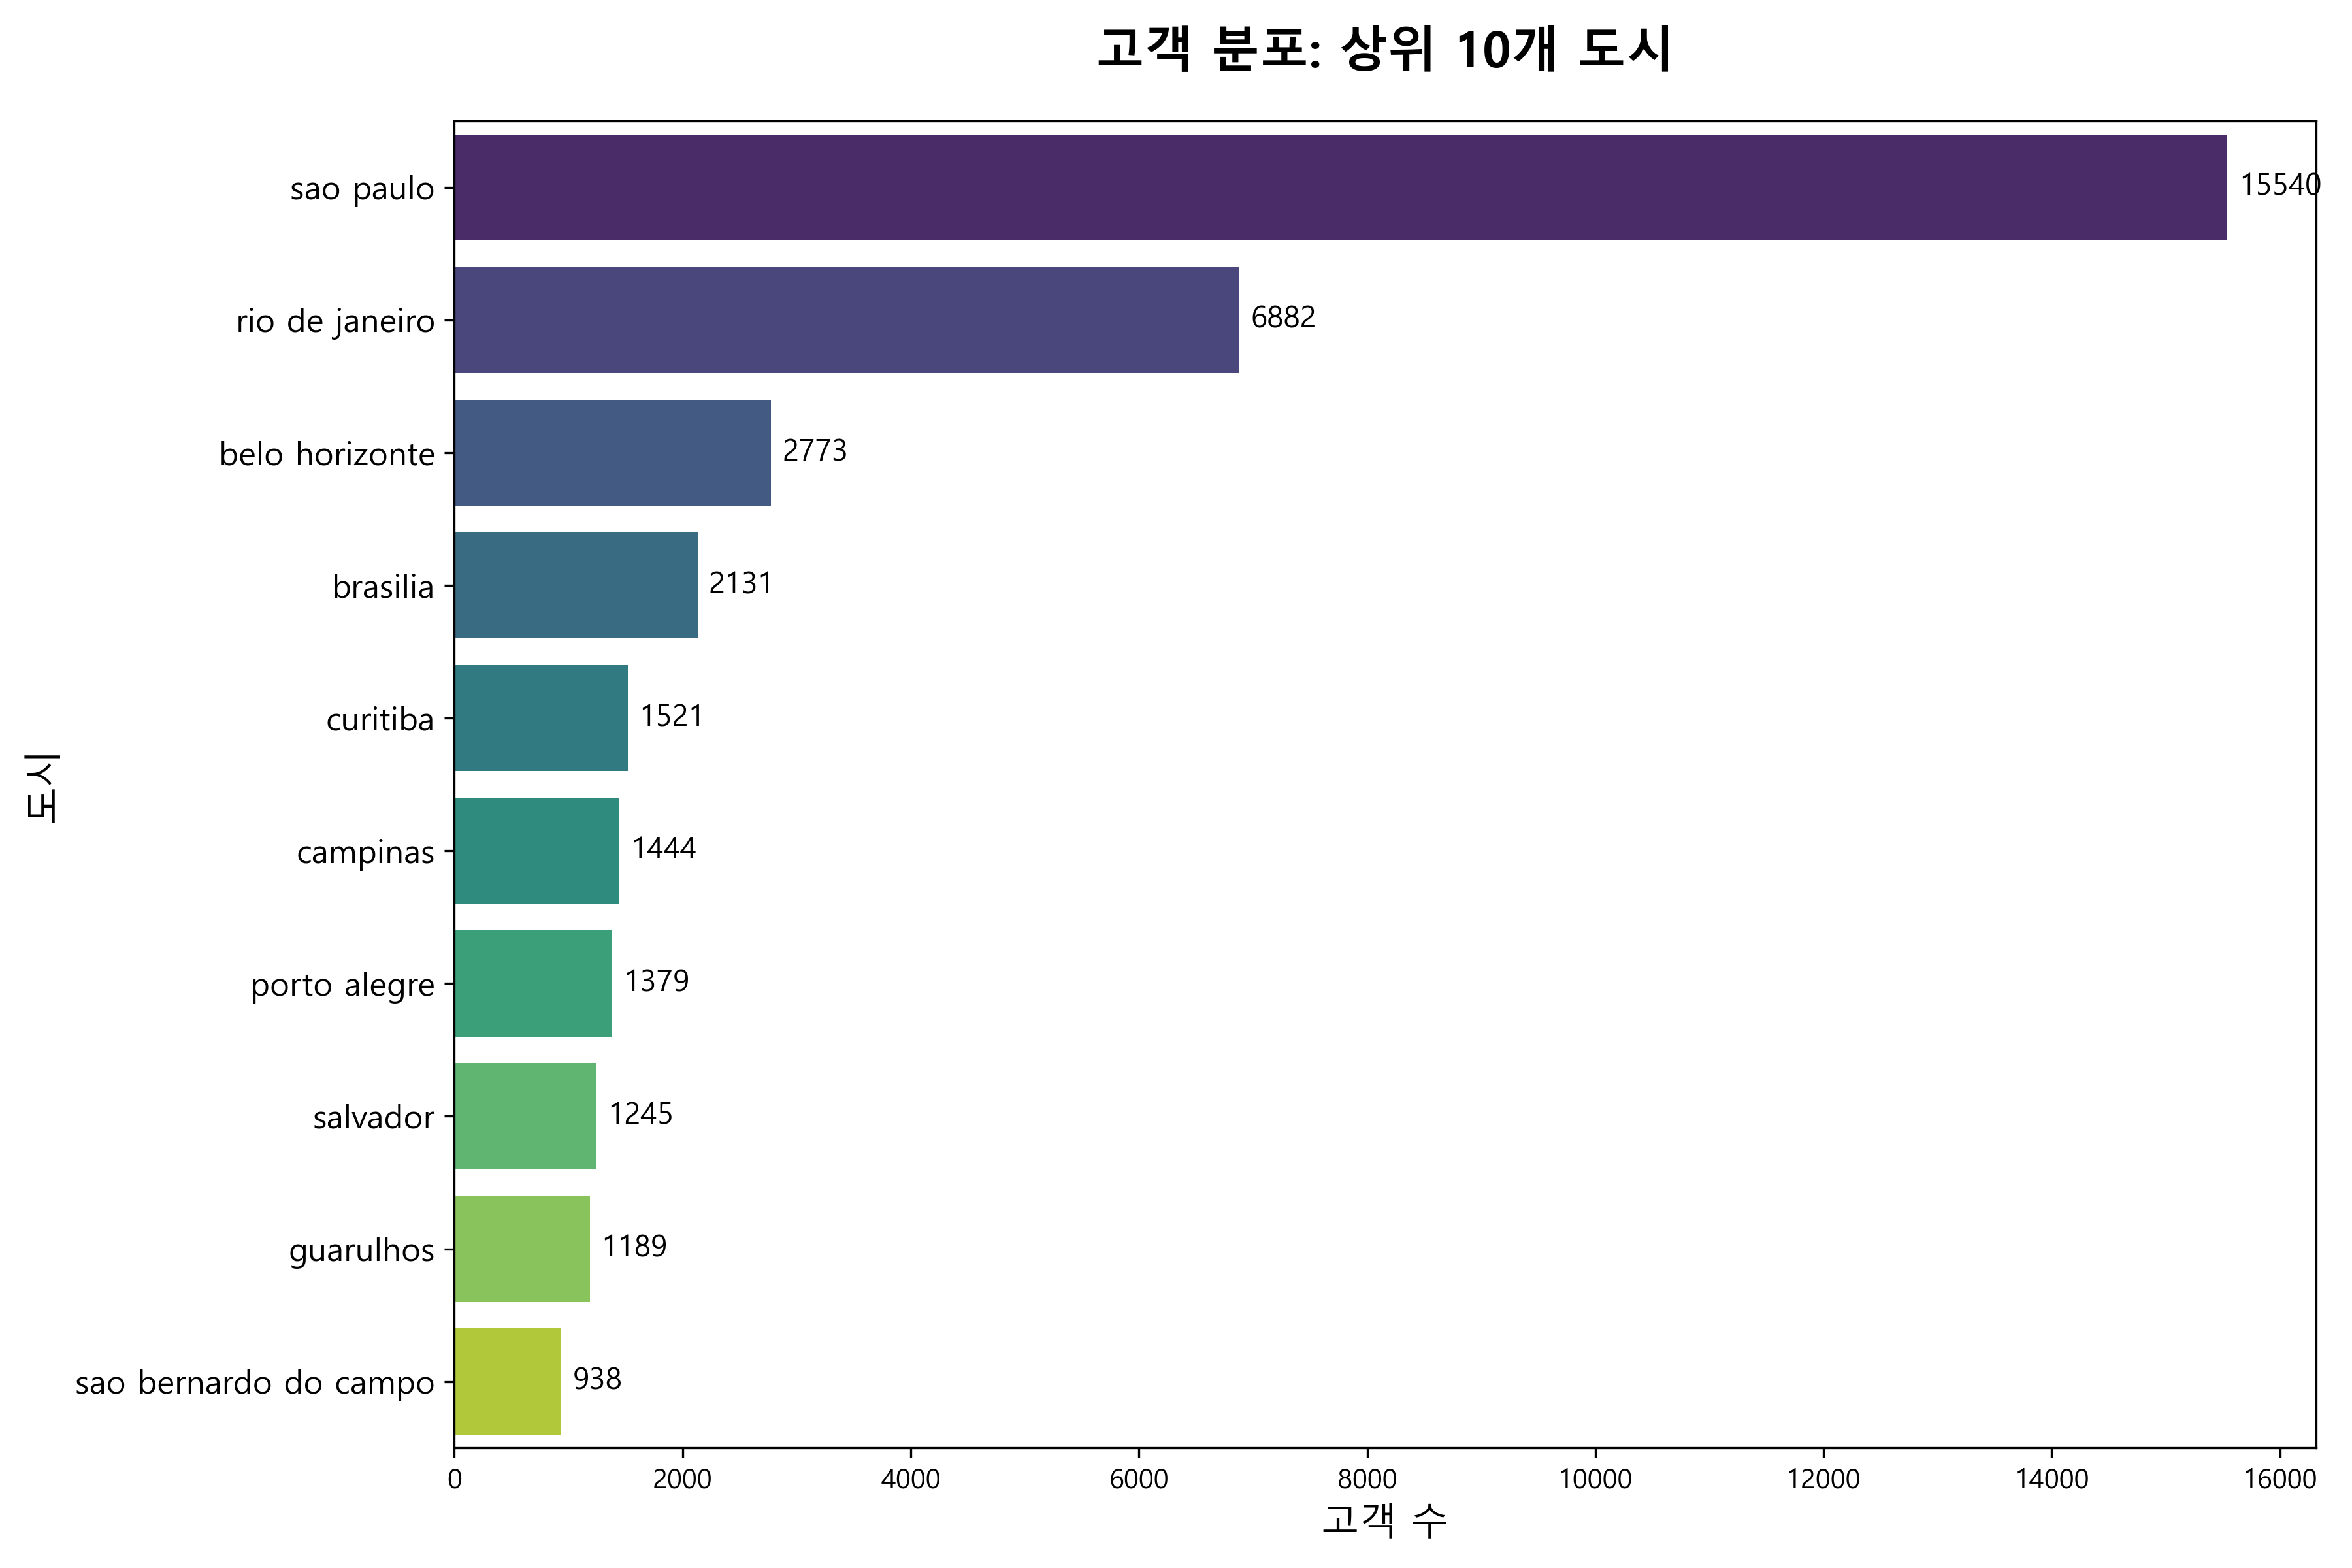 고객 분포: 상위 10개 도시
sao paulo 15540
rio de janeiro 6882
belo horizonte 2773
brasilia 2131
curitiba 1521
campinas 1444
porto alegre 1379
salvador 1245
guarulhos 1189
sao bernardo do campo 938
도시
0 2000 4000 6000 8000 10000 12000 14000 16000
고객 수